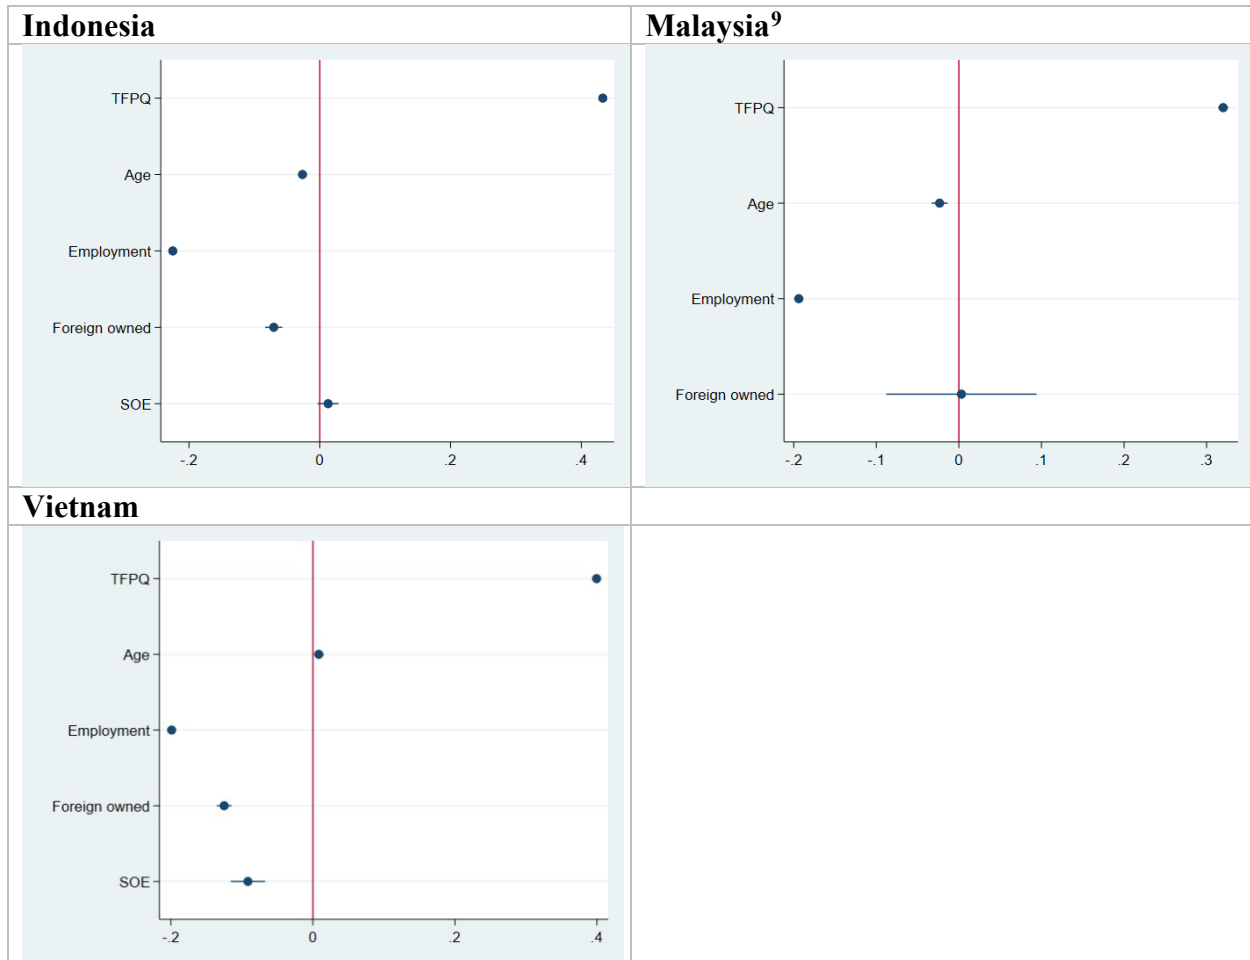 Indonesia
Malaysia9
TFPQ
Age
Employment
Foreign owned
SOE
-.2 0 .2 .4
TFPQ
Age
Employment
Foreign owned
-.2 -.1 0 .1 .2 .3
Vietnam
TFPQ
Age
Employment
Foreign owned
SOE
-.2 0 .2 .4